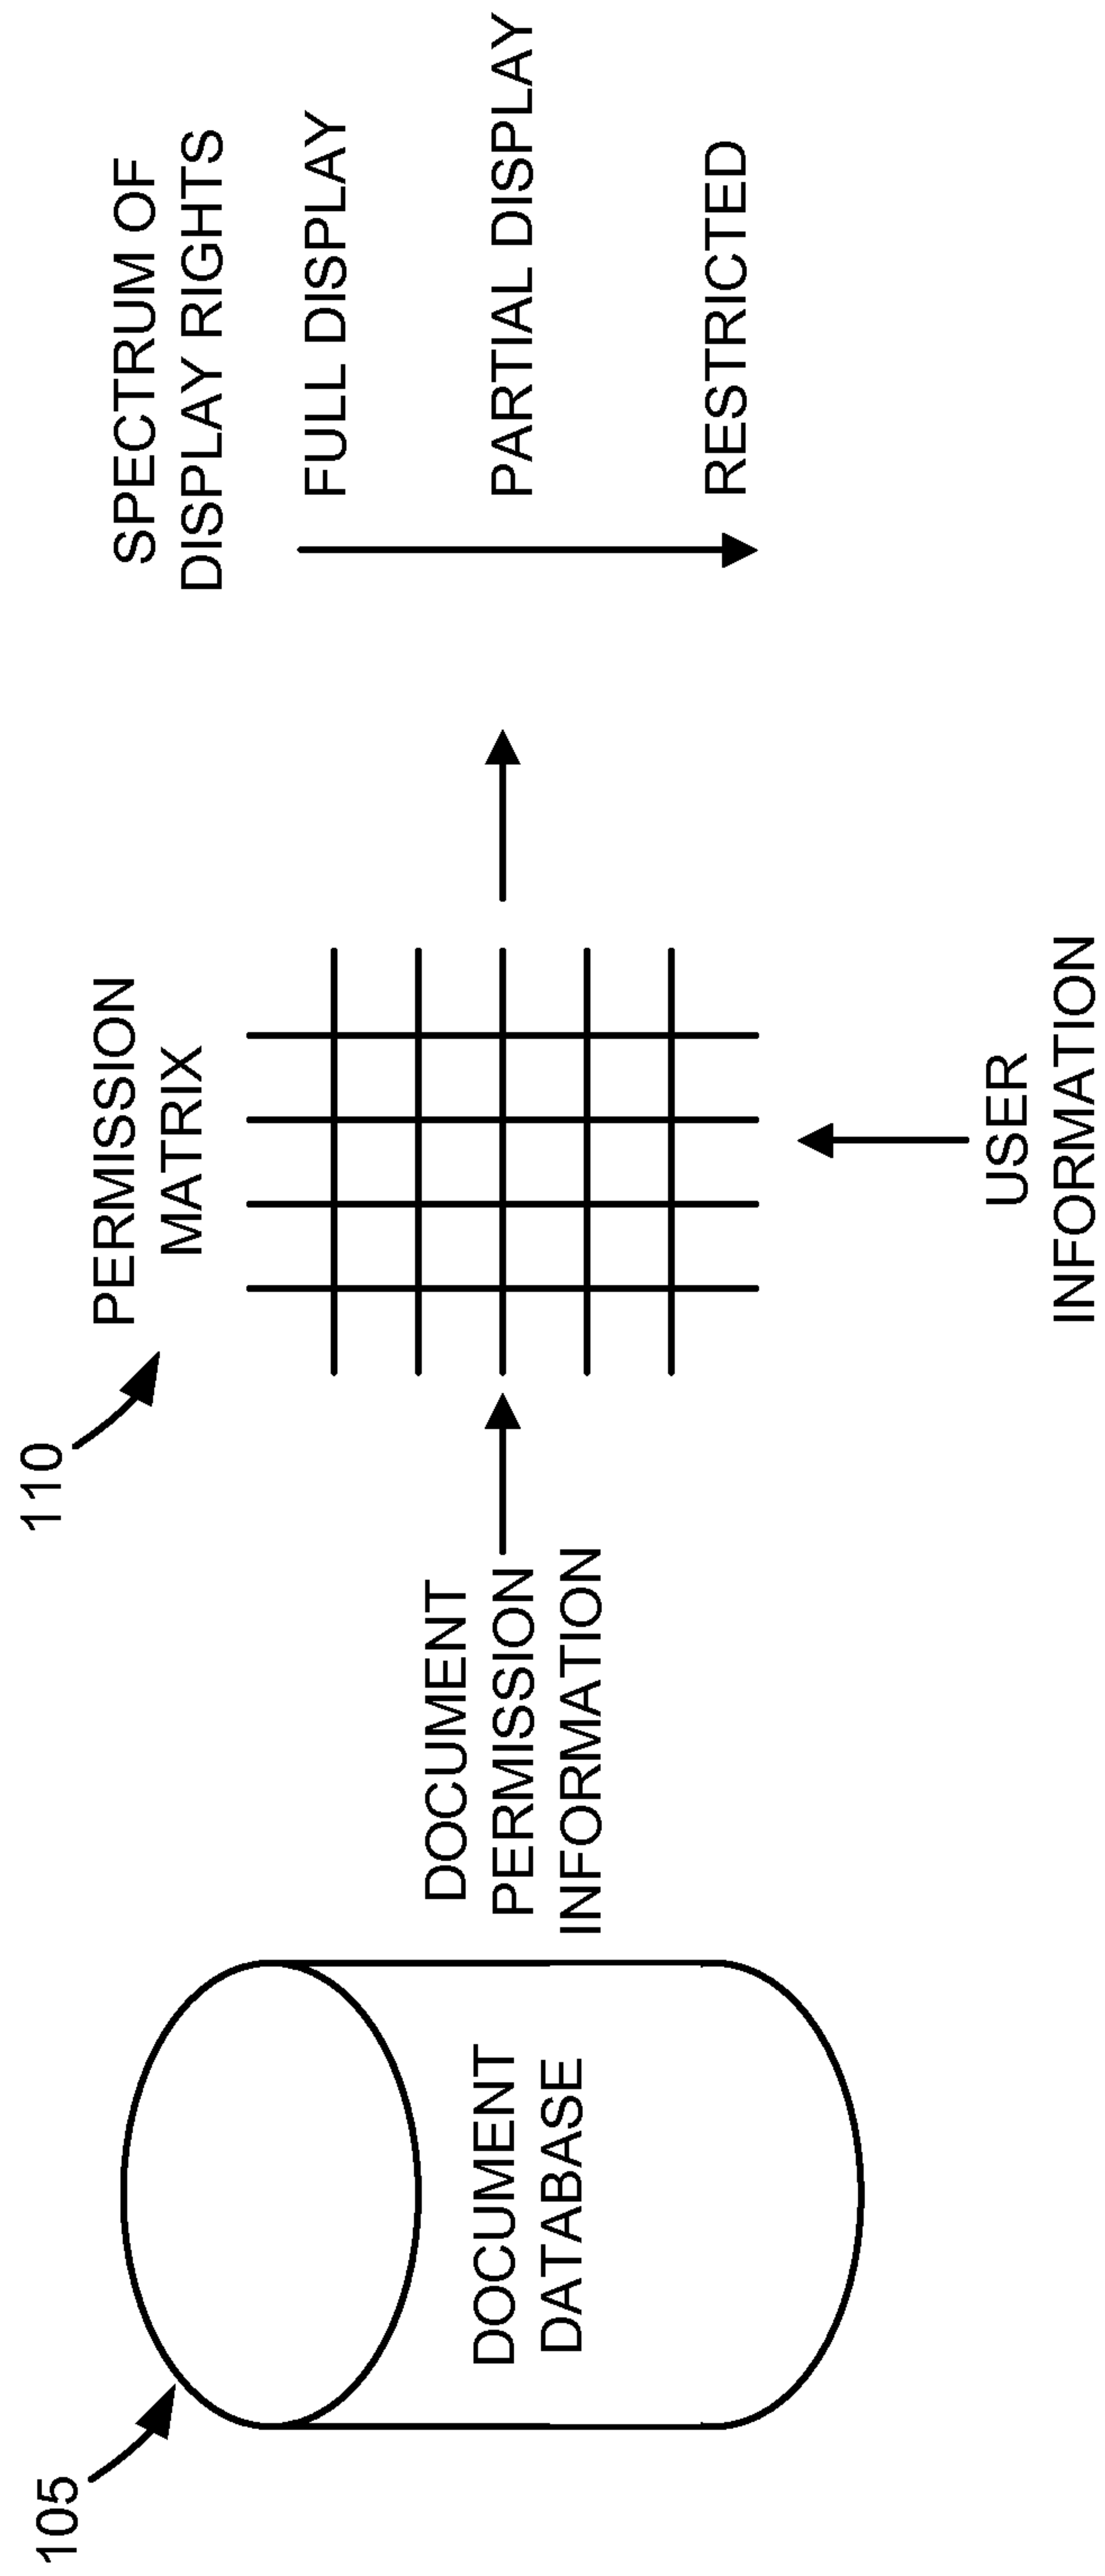 105
DOCUMENT
DATABASE
DOCUMENT
PERMISSION
INFORMATION
110
PERMISSION
MATRIX
USER
INFORMATION
SPECTRUM OF
DISPLAY RIGHTS
FULL DISPLAY
PARTIAL DISPLAY
RESTRICTED